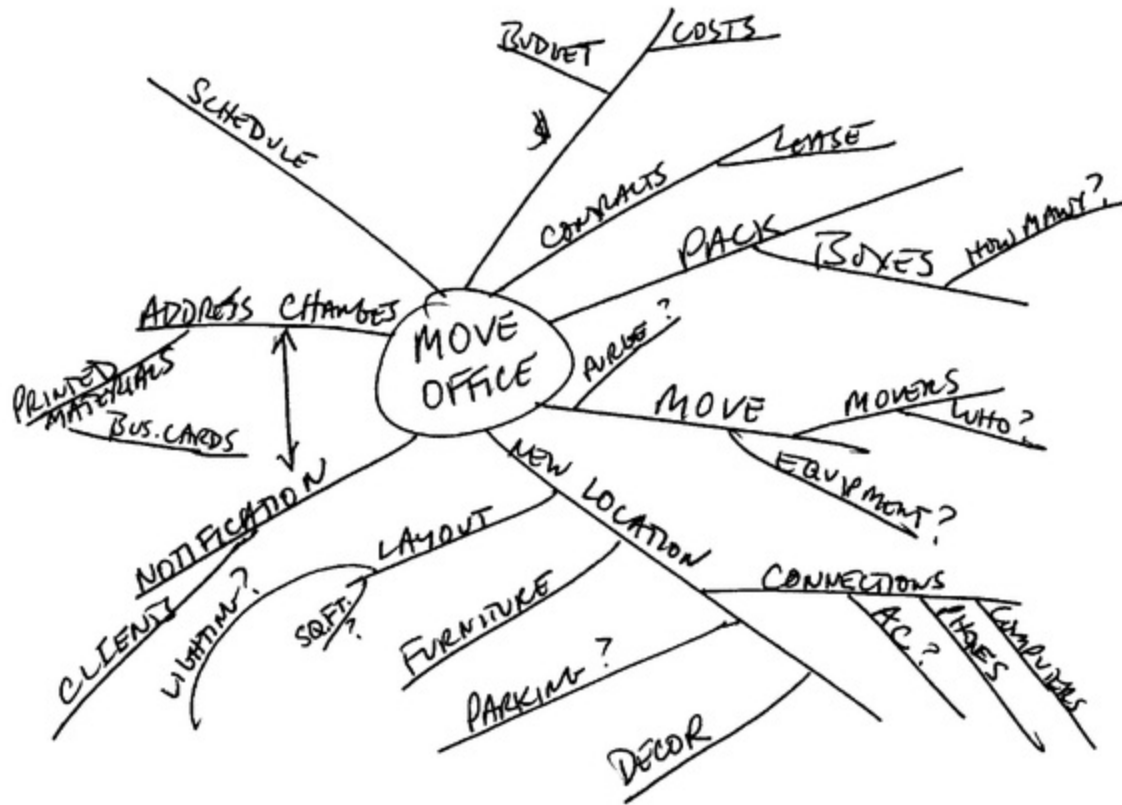 BUDGET
COSTS
$
SCHEDULE
CONTRACTS
LEASE
PACK
BOXES
HOW MANY?
ADDRESS CHANGES
PRINTED
MATERIALS
BUS. CARDS
MOVE
OFFICE
PURGE?
MOVE
MOVERS
WHO?
EQUIPMENT?
NOTIFICATION
CLIENTS
NEW LOCATION
LAYOUT
LIGHTING?
SQ.FT.
?
FURNITURE
PARKING?
DECOR
CONNECTIONS
AC?
PHONES
COMPUTERS